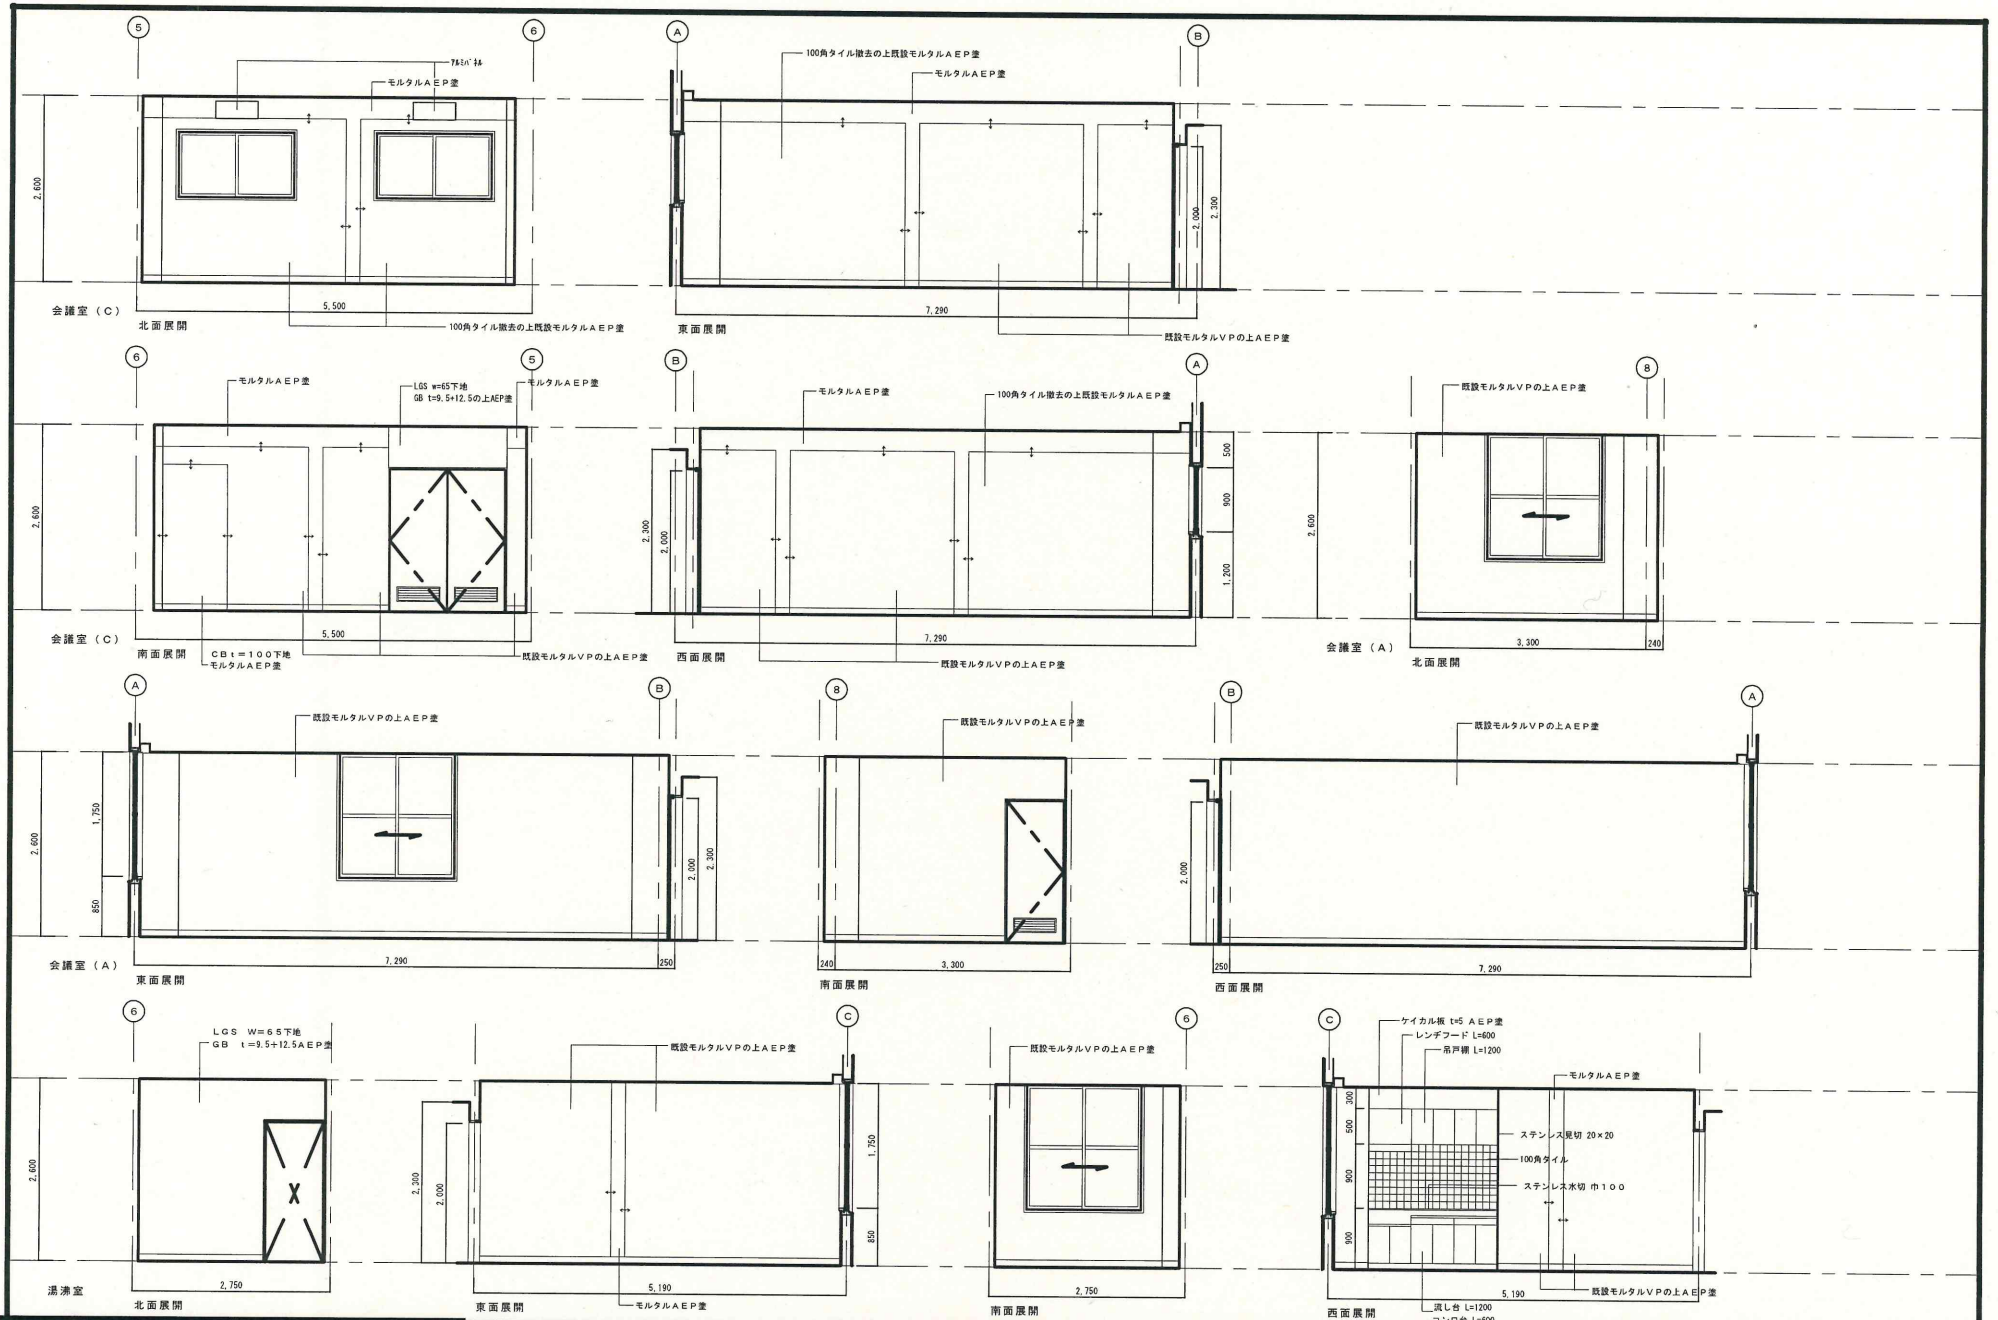 5
6
アルミパネル
モルタルAEP塗
2,600
5,500
会議室(C)
北面展開
100角タイル撤去の上既設モルタルAEP塗
A
B
100角タイル撤去の上既設モルタルAEP塗
モルタルAEP塗
2,000
2,300
7,290
東面展開
既設モルタルVPの上AEP塗
6
5
モルタルAEP塗
LGS w=65下地
GB t=9.5+12.5の上AEP塗
モルタルAEP塗
2,600
5,500
会議室(C)
南面展開
CBt=100下地
モルタルAEP塗
既設モルタルVPの上AEP塗
B
A
モルタルAEP塗
100角タイル撤去の上既設モルタルAEP塗
2,300
2,000
500
900
1,200
7,290
西面展開
既設モルタルVPの上AEP塗
8
既設モルタルVPの上AEP塗
2,600
3,300
240
会議室(A)
北面展開
A
B
既設モルタルVPの上AEP塗
2,600
1,750
850
2,000
2,300
7,290
250
会議室(A)
東面展開
8
既設モルタルVPの上AEP塗
240
3,300
南面展開
B
A
既設モルタルVPの上AEP塗
2,000
250
7,290
西面展開
6
LGS W=65下地
GB t=9.5+12.5AEP塗
2,600
2,750
湯沸室
北面展開
C
既設モルタルVPの上AEP塗
2,300
2,000
1,750
850
5,190
東面展開
モルタルAEP塗
6
既設モルタルVPの上AEP塗
2,750
南面展開
C
ケイカル板 t=5 AEP塗
レンヂフード L=600
吊戸棚 L=1200
モルタルAEP塗
300
500
900
900
ステンレス見切 20×20
100角タイル
ステンレス水切 巾100
5,190
既設モルタルVPの上AEP塗
西面展開
流し台 L=1200
コンロ台 L=600